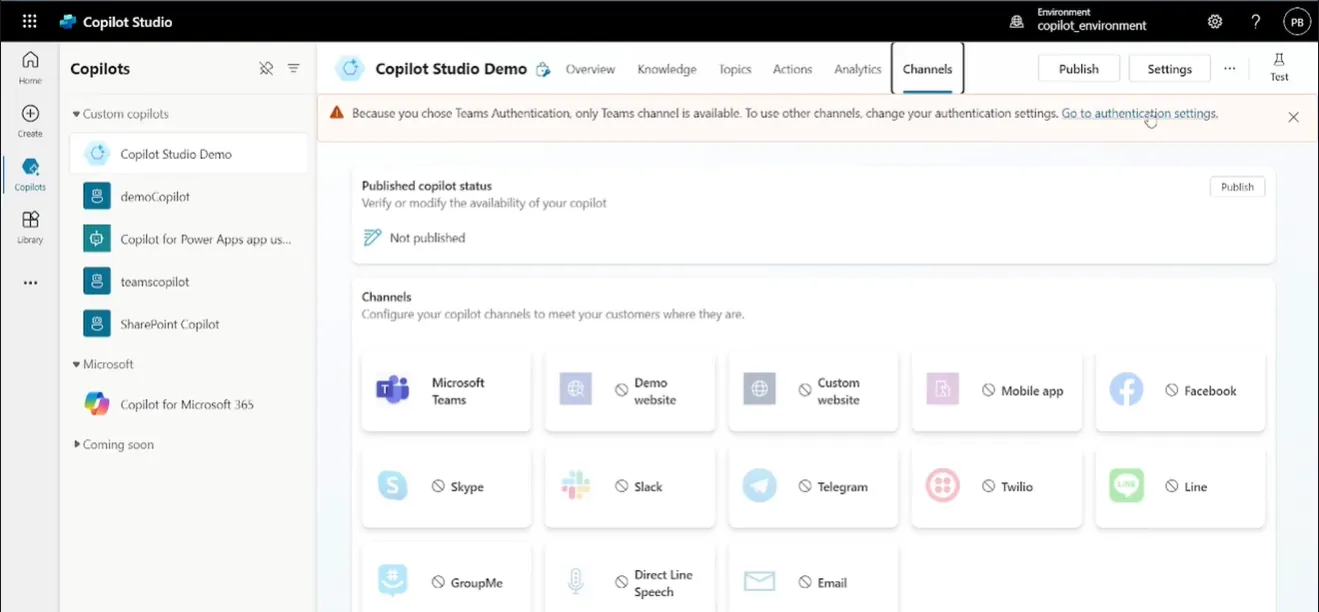 Copilot Studio
Environment
copilot_environment
?
PB
Home
Create
Copilots
Library
Copilots
Custom copilots
Copilot Studio Demo
demoCopilot
Copilot for Power Apps app us...
teamscopilot
SharePoint Copilot
Microsoft
Copilot for Microsoft 365
Coming soon
Copilot Studio Demo
Overview
Knowledge
Topics
Actions
Analytics
Channels
Publish
Settings
...
Test
Because you chose Teams Authentication, only Teams channel is available. To use other channels, change your authentication settings. Go to authentication settings.
Published copilot status
Publish
Verify or modify the availability of your copilot
Not published
Channels
Configure your copilot channels to meet your customers where they are.
T
Microsoft
Teams
Demo
website
Custom
website
Mobile app
Facebook
S
Skype
Slack
Telegram
Twilio
LINE
Line
#
GroupMe
Direct Line
Speech
Email